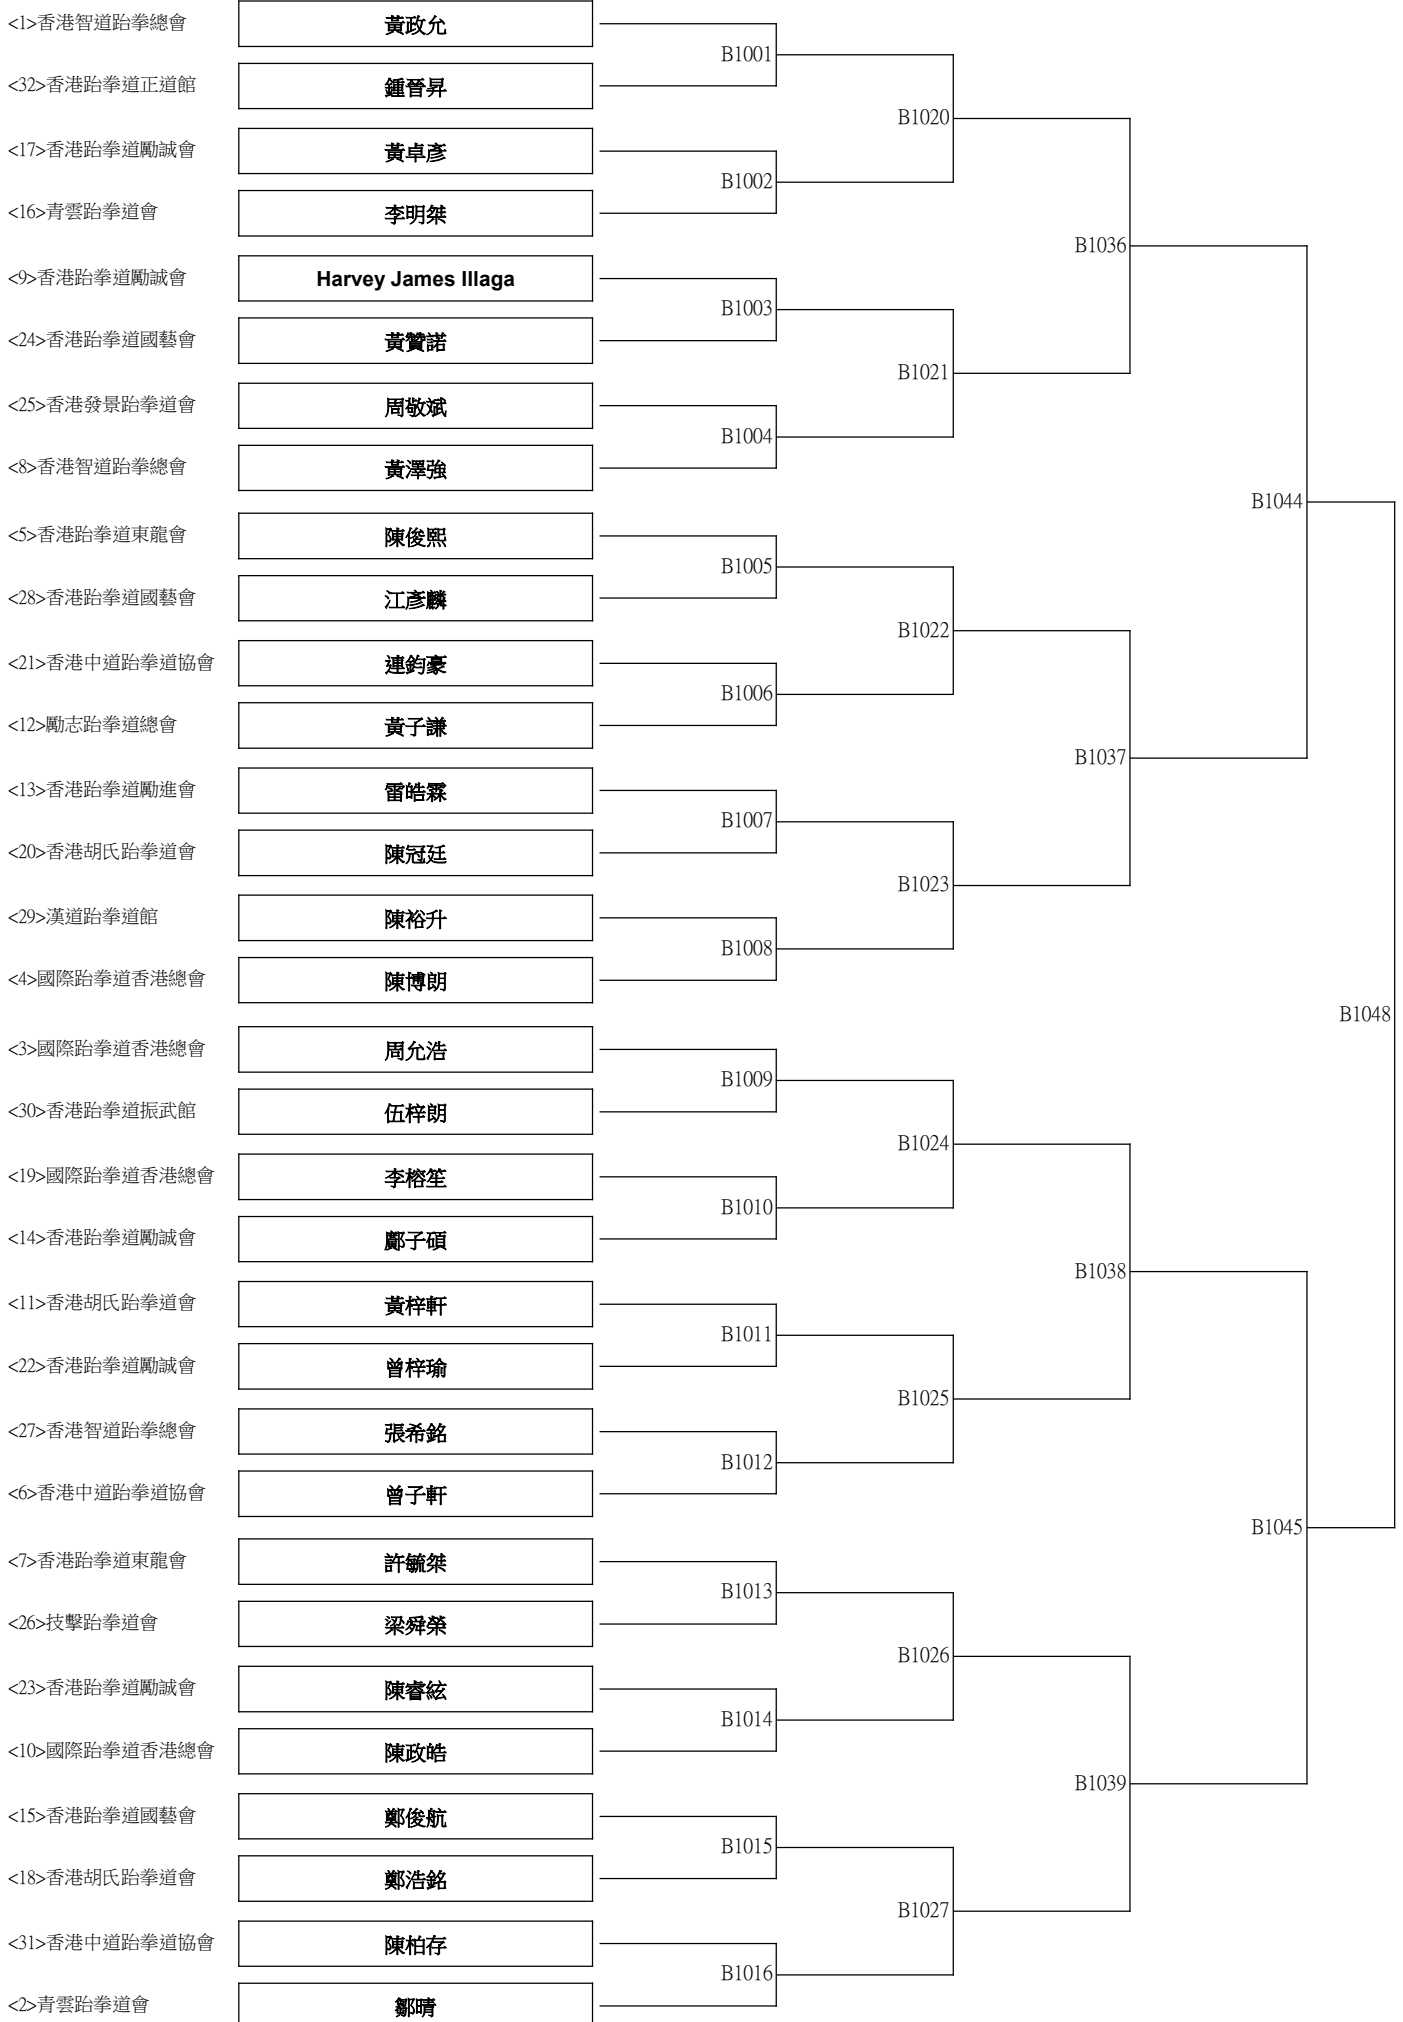 <1>香港智道跆拳總會 黃政允
B1001
<32>香港跆拳道正道館 鍾晉昇
B1020
<17>香港跆拳道勵誠會 黃卓彥
B1002
<16>青雲跆拳道會 李明桀
B1036
<9>香港跆拳道勵誠會 Harvey James Illaga
B1003
<24>香港跆拳道國藝會 黃贊諾
B1021
<25>香港發景跆拳道會 周敬斌
B1004
<8>香港智道跆拳總會 黃澤強
B1044
<5>香港跆拳道東龍會 陳俊熙
B1005
<28>香港跆拳道國藝會 江彥麟
B1022
<21>香港中道跆拳道協會 連鈞豪
B1006
<12>勵志跆拳道總會 黃子謙
B1037
<13>香港跆拳道勵進會 雷皓霖
B1007
<20>香港胡氏跆拳道會 陳冠廷
B1023
<29>漢道跆拳道館 陳裕升
B1008
<4>國際跆拳道香港總會 陳博朗
B1048
<3>國際跆拳道香港總會 周允浩
B1009
<30>香港跆拳道振武館 伍梓朗
B1024
<19>國際跆拳道香港總會 李榕笙
B1010
<14>香港跆拳道勵誠會 鄺子碩
B1038
<11>香港胡氏跆拳道會 黃梓軒
B1011
<22>香港跆拳道勵誠會 曾梓瑜
B1025
<27>香港智道跆拳總會 張希銘
B1012
<6>香港中道跆拳道協會 曾子軒
B1045
<7>香港跆拳道東龍會 許毓桀
B1013
<26>技擊跆拳道會 梁舜榮
B1026
<23>香港跆拳道勵誠會 陳睿絃
B1014
<10>國際跆拳道香港總會 陳政皓
B1039
<15>香港跆拳道國藝會 鄭俊航
B1015
<18>香港胡氏跆拳道會 鄭浩銘
B1027
<31>香港中道跆拳道協會 陳柏存
B1016
<2>青雲跆拳道會 鄒晴